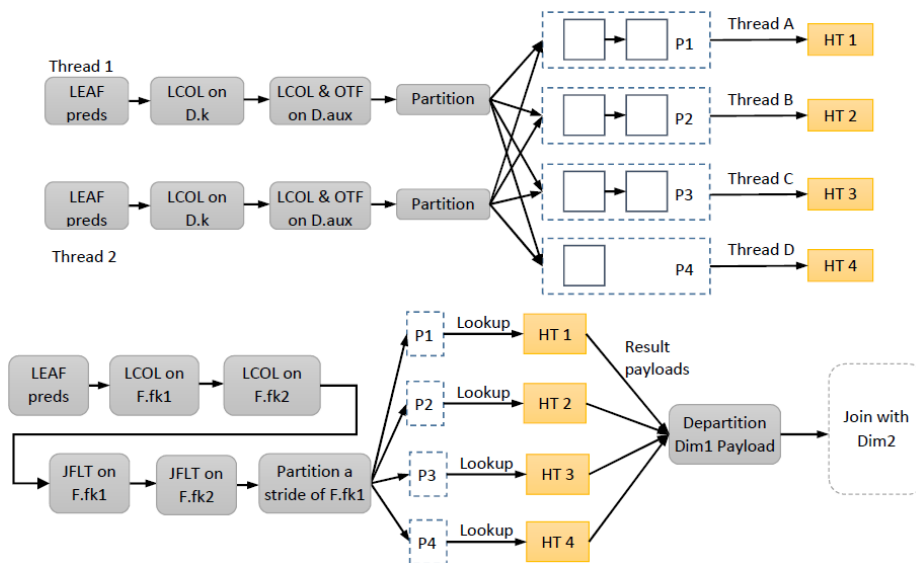 Thread 1
LEAF
preds
LCOL on
D.k
LCOL & OTF
on D.aux
Partition
P1
Thread A
HT 1
P2
Thread B
HT 2
LEAF
preds
LCOL on
D.k
LCOL & OTF
on D.aux
Partition
P3
Thread C
HT 3
Thread 2
P4
Thread D
HT 4
LEAF
preds
LCOL on
F.fk1
LCOL on
F.fk2
JFLT on
F.fk1
JFLT on
F.fk2
Partition a
stride of F.fk1
P1
Lookup
HT 1
P2
Lookup
HT 2
P3
Lookup
HT 3
P4
Lookup
HT 4
Result
payloads
Departition
Dim1 Payload
Join with
Dim2